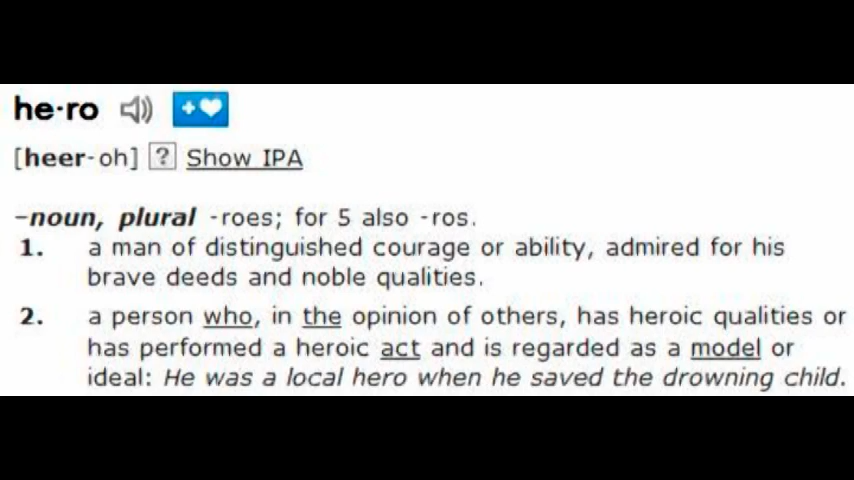 he·ro
[heer-oh] ? Show IPA
–noun, plural -roes; for 5 also -ros.
1. a man of distinguished courage or ability, admired for his
brave deeds and noble qualities.
2. a person who, in the opinion of others, has heroic qualities or
has performed a heroic act and is regarded as a model or
ideal: He was a local hero when he saved the drowning child.